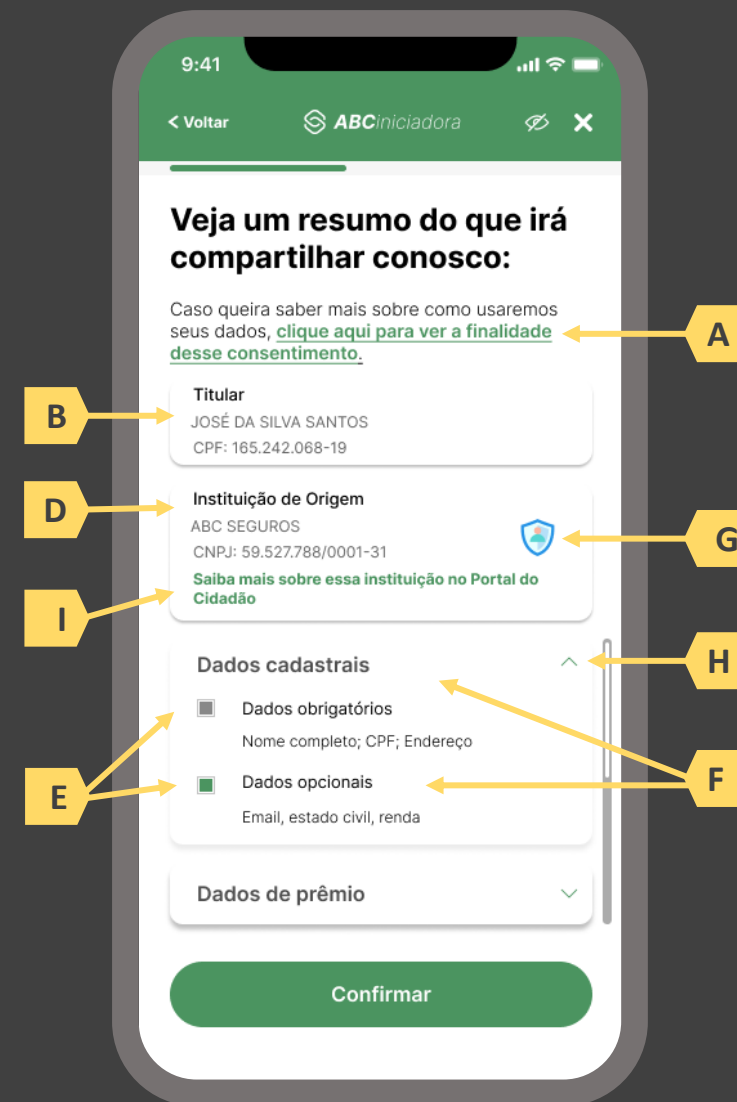 9:41
Voltar
ABCiniciadora
Veja um resumo do que irá
compartilhar conosco:
Caso queira saber mais sobre como usaremos
seus dados, clique aqui para ver a finalidade
desse consentimento.
A
B
Titular
JOSÉ DA SILVA SANTOS
CPF: 165.242.068-19
D
Instituição de Origem
ABC SEGUROS
CNPJ: 59.527.788/0001-31
G
Saiba mais sobre essa instituição no Portal do
Cidadão
I
Dados cadastrais
H
Dados obrigatórios
Nome completo; CPF; Endereço
E
Dados opcionais
F
Email, estado civil, renda
Dados de prêmio
Confirmar